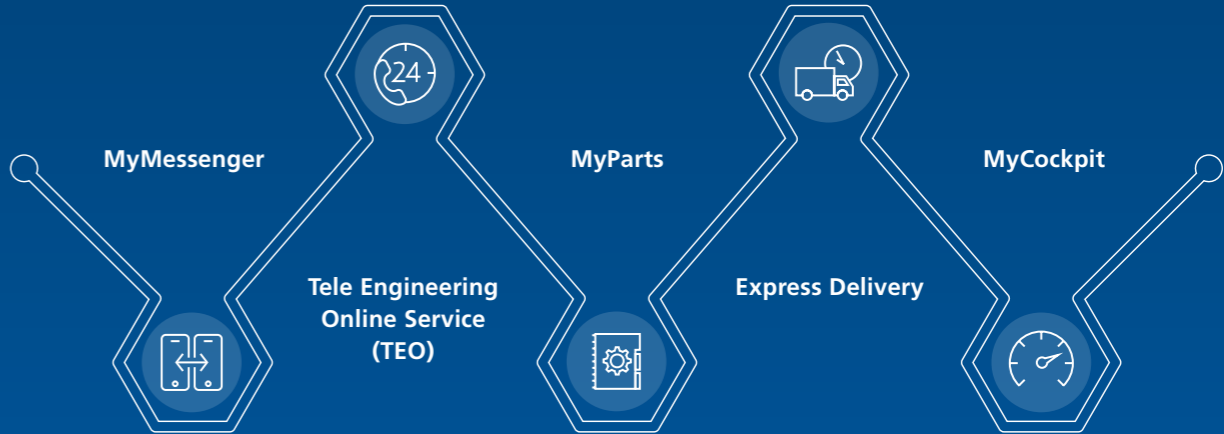 24
MyMessenger
MyParts
MyCockpit
Tele Engineering
Online Service
(TEO)
Express Delivery